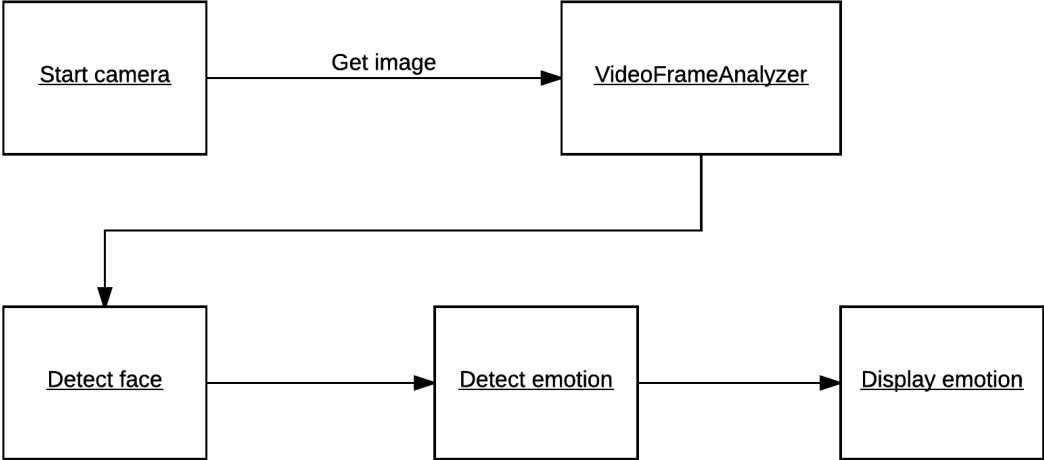 Start camera
Get image
VideoFrameAnalyzer
Detect face
Detect emotion
Display emotion